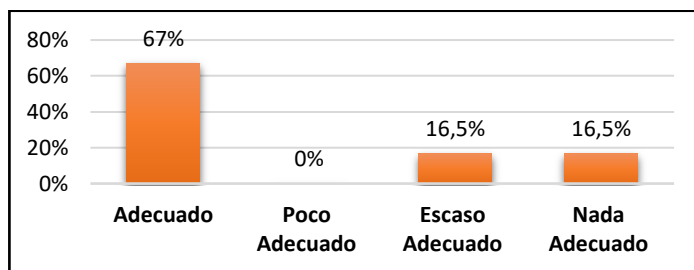 80%
60%
40%
20%
0%
67%
0%
16,5%
16,5%
Adecuado
Poco
Adecuado
Escaso
Adecuado
Nada
Adecuado